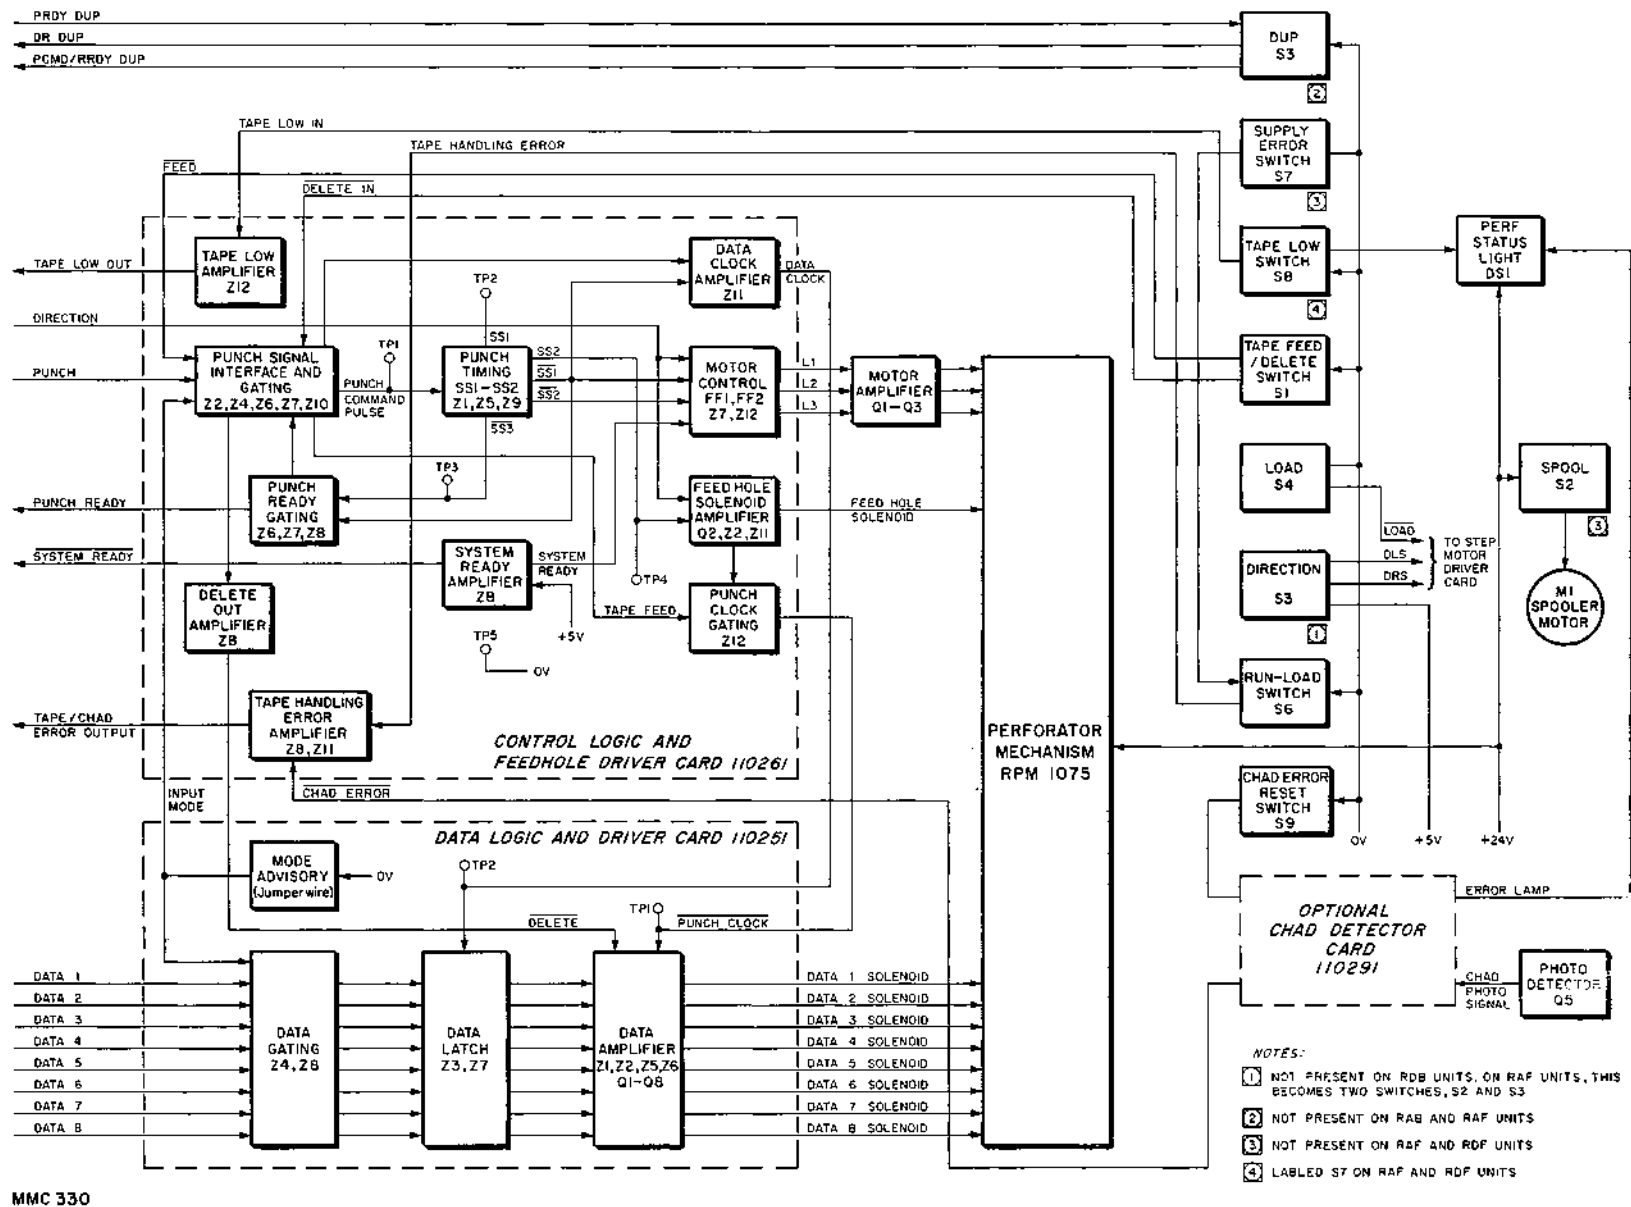 PRDY DUP
DR DUP
PCMD/RRDY DUP
DUP
S3
2
TAPE LOW IN
TAPE HANDLING ERROR
FEED
DELETE IN
SUPPLY
ERROR
SWITCH
S7
3
TAPE LOW
SWITCH
S8
4
PERF
STATUS
LIGHT
DS1
TAPE LOW OUT
TAPE LOW
AMPLIFIER
Z12
DATA
CLOCK
AMPLIFIER
Z11
DATA
CLOCK
DIRECTION
TP2
SS1
TP1
PUNCH
PUNCH SIGNAL
INTERFACE AND
GATING
Z2, Z4, Z6, Z7, Z10
PUNCH
COMMAND
PULSE
PUNCH
TIMING
SS1-SS2
Z1, Z5, Z9
SS2
SS1
SS2
SS3
MOTOR
CONTROL
FF1, FF2
Z7, Z12
L1
L2
L3
MOTOR
AMPLIFIER
Q1-Q3
TAPE FEED
/DELETE
SWITCH
S1
TP3
PUNCH READY
PUNCH
READY
GATING
Z6, Z7, Z8
FEED HOLE
SOLENOID
AMPLIFIER
Q2, Z2, Z11
FEED HOLE
SOLENOID
LOAD
S4
SPOOL
S2
3
SYSTEM READY
SYSTEM
READY
AMPLIFIER
Z8
SYSTEM
READY
TP4
+5V
LOAD
DLS
DRS
TO STEP
MOTOR
DRIVER
CARD
DIRECTION
S3
1
M1
SPOOLER
MOTOR
DELETE
OUT
AMPLIFIER
Z8
TAPE FEED
PUNCH
CLOCK
GATING
Z12
TP5
0V
RUN-LOAD
SWITCH
S6
TAPE/CHAD
ERROR OUTPUT
TAPE HANDLING
ERROR
AMPLIFIER
Z8, Z11
CONTROL LOGIC AND
FEEDHOLE DRIVER CARD 110261
PERFORATOR
MECHANISM
RPM 1075
CHAD ERROR
INPUT
MODE
CHAD ERROR
RESET
SWITCH
S9
0V
+5V
+24V
DATA LOGIC AND DRIVER CARD 110251
MODE
ADVISORY
(Jumper wire)
0V
TP2
TP1
DELETE
PUNCH CLOCK
ERROR LAMP
OPTIONAL
CHAD DETECTOR
CARD
110291
CHAD
PHOTO
SIGNAL
PHOTO
DETECTOR
Q5
DATA 1
DATA 2
DATA 3
DATA 4
DATA 5
DATA 6
DATA 7
DATA 8
DATA
GATING
Z4, Z8
DATA
LATCH
Z3, Z7
DATA
AMPLIFIER
Z1, Z2, Z5, Z6
Q1-Q8
DATA 1 SOLENOID
DATA 2 SOLENOID
DATA 3 SOLENOID
DATA 4 SOLENOID
DATA 5 SOLENOID
DATA 6 SOLENOID
DATA 7 SOLENOID
DATA 8 SOLENOID
NOTES:
1 NOT PRESENT ON RDB UNITS. ON RAF UNITS, THIS
BECOMES TWO SWITCHES, S2 AND S3
2 NOT PRESENT ON RAB AND RAF UNITS
3 NOT PRESENT ON RAF AND RDF UNITS
4 LABLED S7 ON RAF AND RDF UNITS
MMC 330